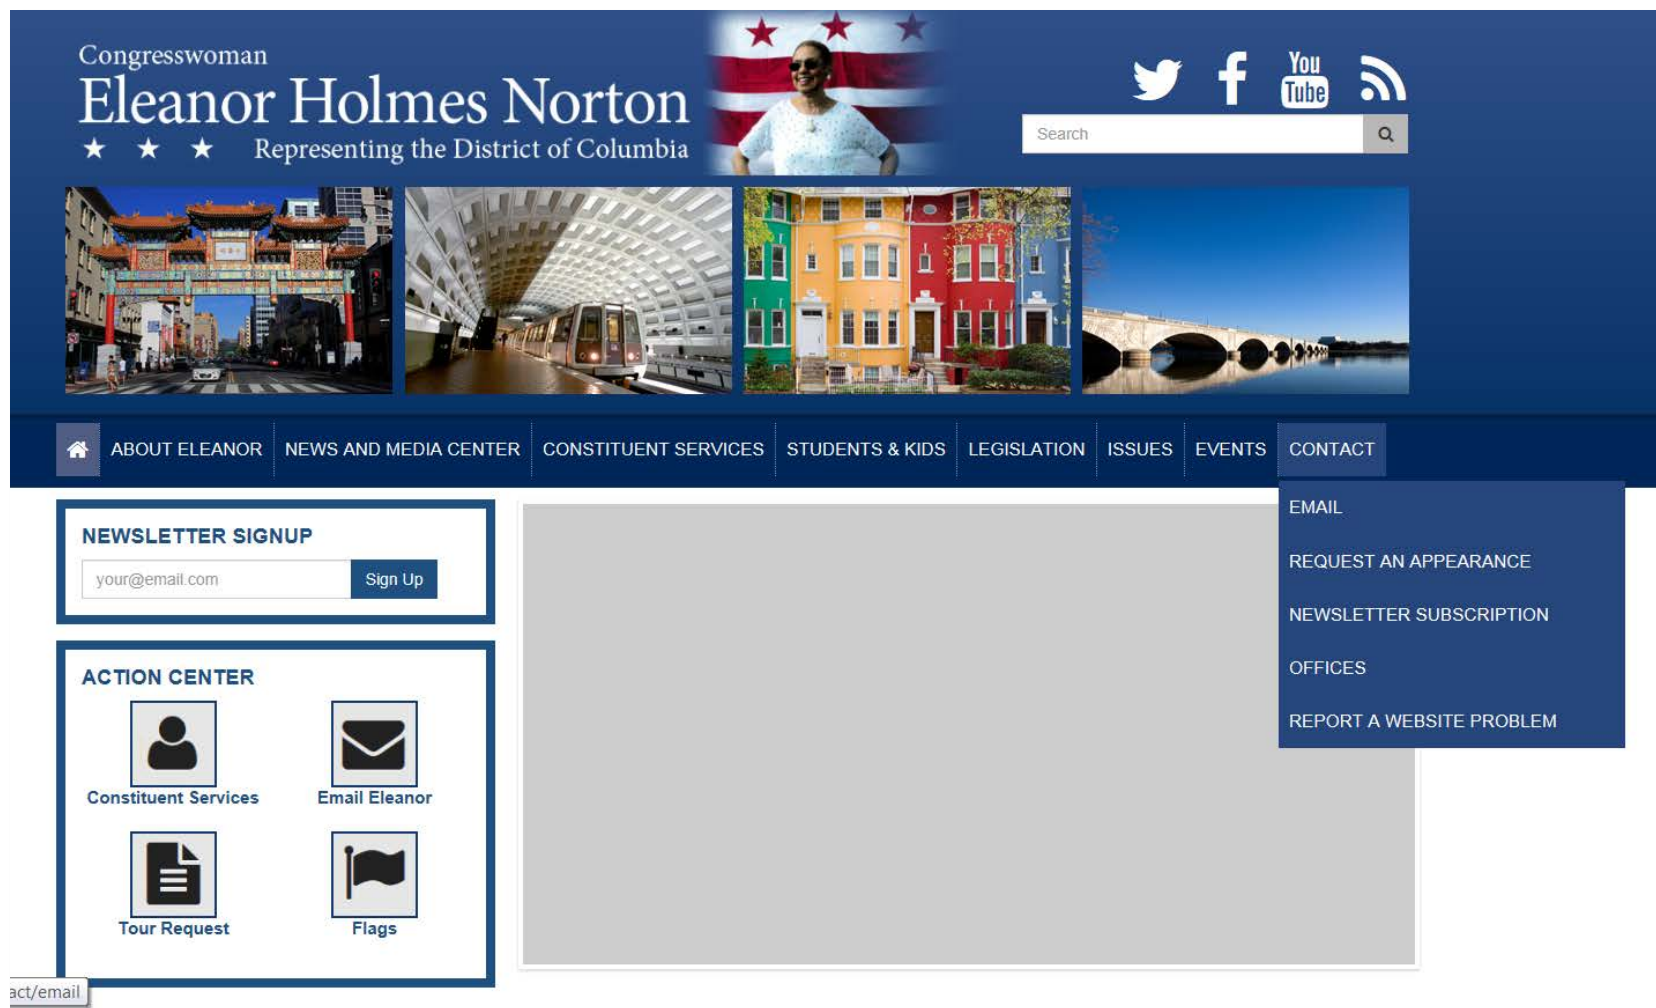 Congresswoman
Eleanor Holmes Norton
Representing the District of Columbia
You
Tube
Search
ABOUT ELEANOR
NEWS AND MEDIA CENTER
CONSTITUENT SERVICES
STUDENTS & KIDS
LEGISLATION
ISSUES
EVENTS
CONTACT
EMAIL
REQUEST AN APPEARANCE
NEWSLETTER SUBSCRIPTION
OFFICES
REPORT A WEBSITE PROBLEM
NEWSLETTER SIGNUP
your@email.com
Sign Up
ACTION CENTER
Constituent Services
Email Eleanor
Tour Request
Flags
act/email